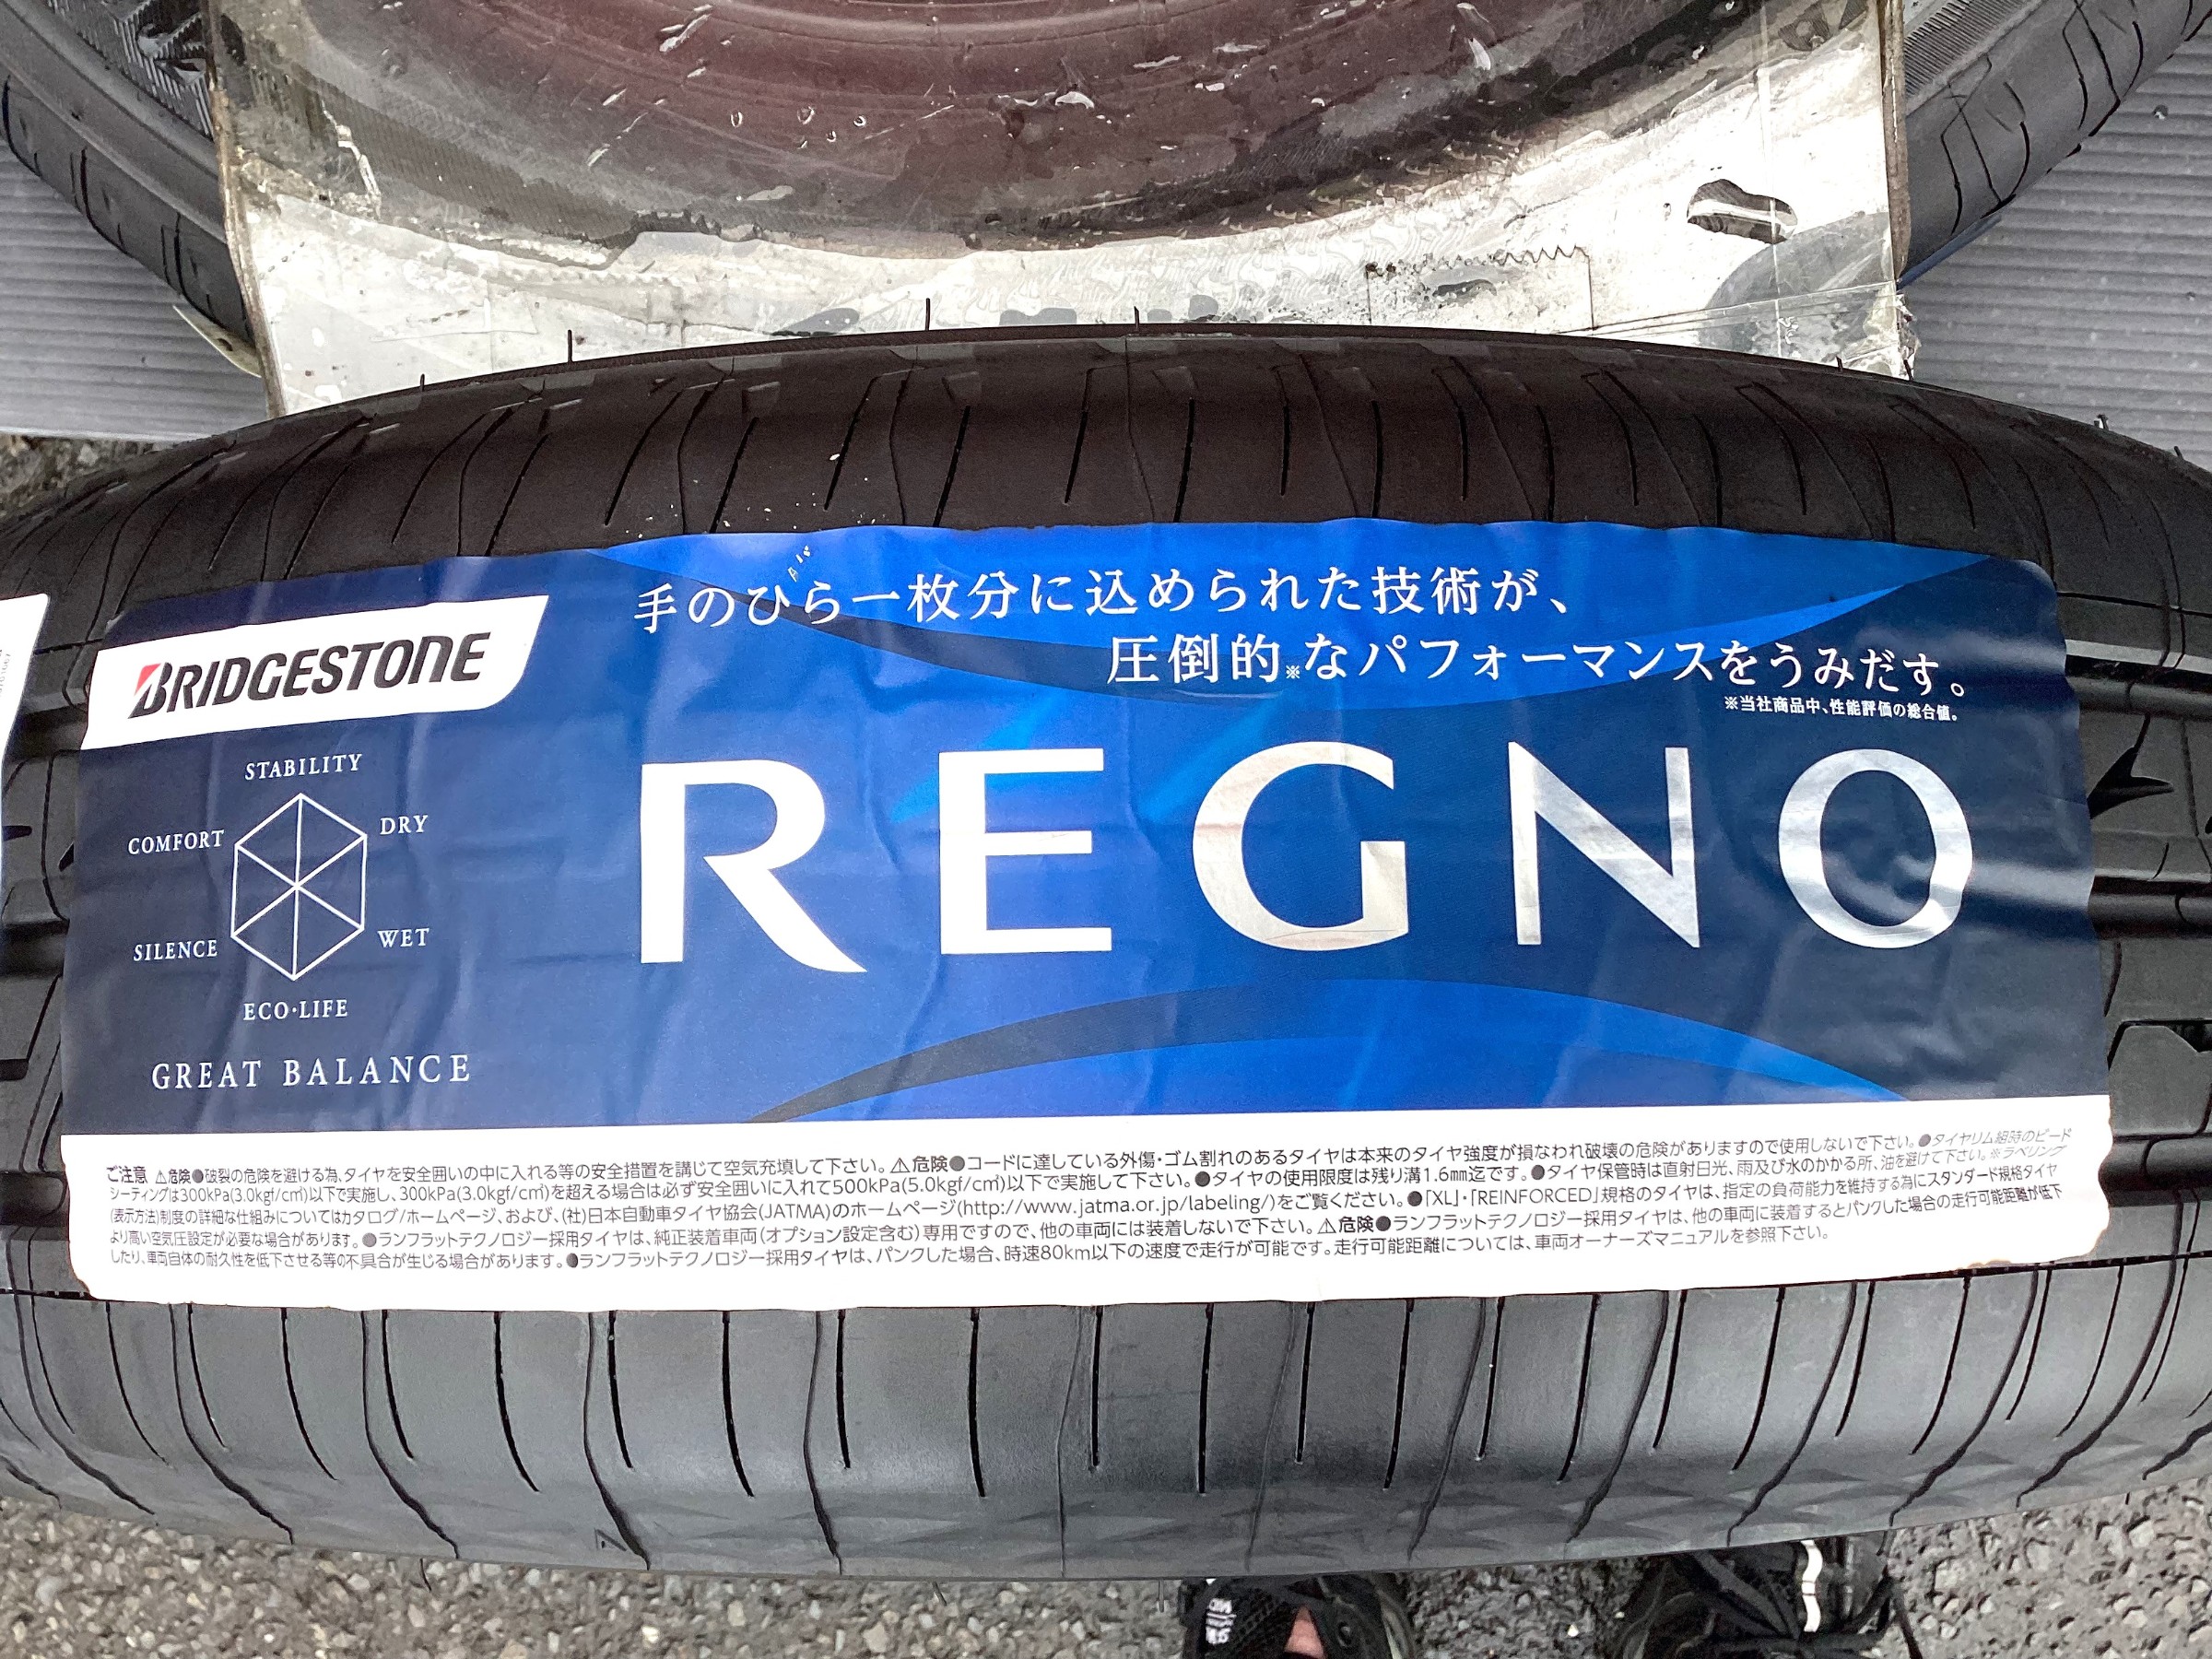 手のひら一枚分に込められた技術が、
圧倒的※なパフォーマンスをうみだす。
※当社商品中、性能評価の総合値。
BRIDGESTONE
STABILITY
COMFORT
DRY
SILENCE
WET
ECO・LIFE
GREAT BALANCE
REGNO
ご注意 ⚠危険●破裂の危険を避ける為、タイヤを安全囲いの中に入れる等の安全措置を講じて空気充填して下さい。⚠危険●コードに達している外傷・ゴム割れのあるタイヤは本来のタイヤ強度が損なわれ破壊の危険がありますので使用しないで下さい。●タイヤリム組時のビード
シーティングは300kPa(3.0kgf/c㎡)以下で実施し、300kPa(3.0kgf/c㎡)を超える場合は必ず安全囲いに入れて500kPa(5.0kgf/c㎡)以下で実施して下さい。●タイヤの使用限度は残り溝1.6㎜迄です。●タイヤ保管時は直射日光、雨及び水のかかる所、油を避けて下さい。※ラベリング
(表示方法)制度の詳細な仕組みについてはカタログ/ホームページ、および、(社)日本自動車タイヤ協会(JATMA)のホームページ(http://www.jatma.or.jp/labeling/)をご覧ください。●「XL」・「REINFORCED」規格のタイヤは、指定の負荷能力を維持する為にスタンダード規格タイヤ
より高い空気圧設定が必要な場合があります。●ランフラットテクノロジー採用タイヤは、純正装着車両(オプション設定含む)専用ですので、他の車両には装着しないで下さい。⚠危険●ランフラットテクノロジー採用タイヤは、他の車両に装着するとパンクした場合の走行可能距離が低下
したり、車両自体の耐久性を低下させる等の不具合が生じる場合があります。●ランフラットテクノロジー採用タイヤは、パンクした場合、時速80km以下の速度で走行が可能です。走行可能距離については、車両オーナーズマニュアルを参照下さい。